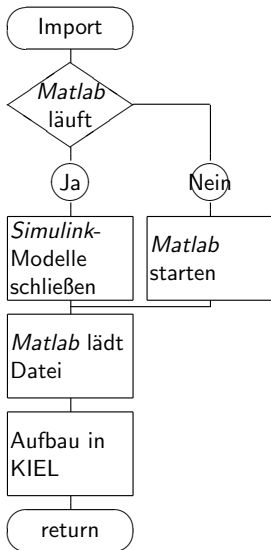 Import
Matlab
läuft
Ja
Nein
Simulink-
Modelle
schließen
Matlab
starten
Matlab lädt
Datei
Aufbau in
KIEL
return